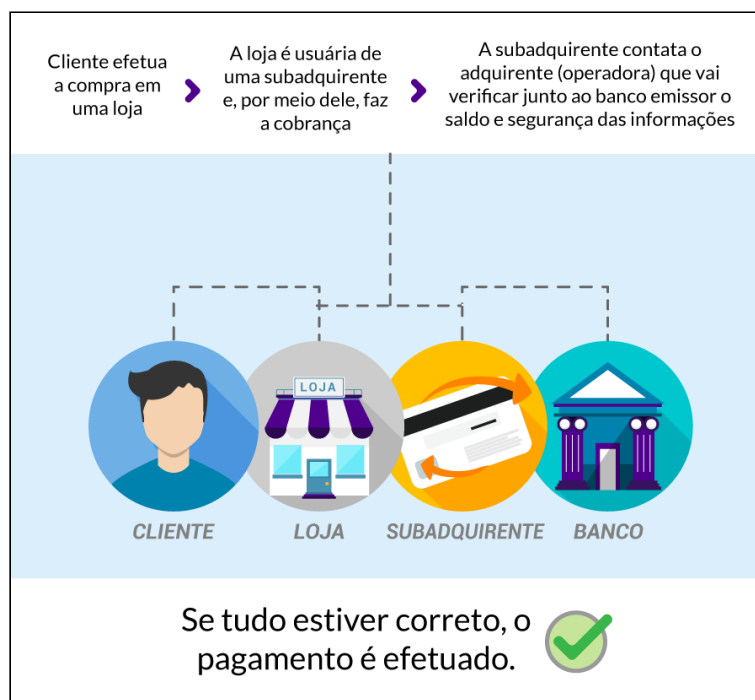 Cliente efetua
a compra em
uma loja
A loja é usuária de
uma subadquirente
e, por meio dele, faz
a cobrança
A subadquirente contata o
adquirente (operadora) que vai
verificar junto ao banco emissor o
saldo e segurança das informações
LOJA
CLIENTE
LOJA
SUBADQUIRENTE
BANCO
Se tudo estiver correto, o
pagamento é efetuado.